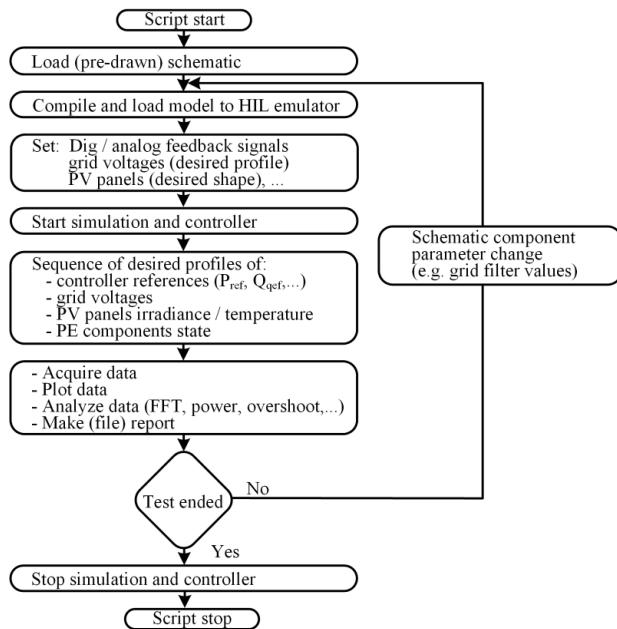 Script start
Load (pre-drawn) schematic
Compile and load model to HIL emulator
Set: Dig / analog feedback signals
grid voltages (desired profile)
PV panels (desired shape), ...
Start simulation and controller
Sequence of desired profiles of:
- controller references (Pref, Qqef,...)
- grid voltages
- PV panels irradiance / temperature
- PE components state
- Acquire data
- Plot data
- Analyze data (FFT, power, overshoot,...)
- Make (file) report
Test ended
No
Schematic component
parameter change
(e.g. grid filter values)
Yes
Stop simulation and controller
Script stop